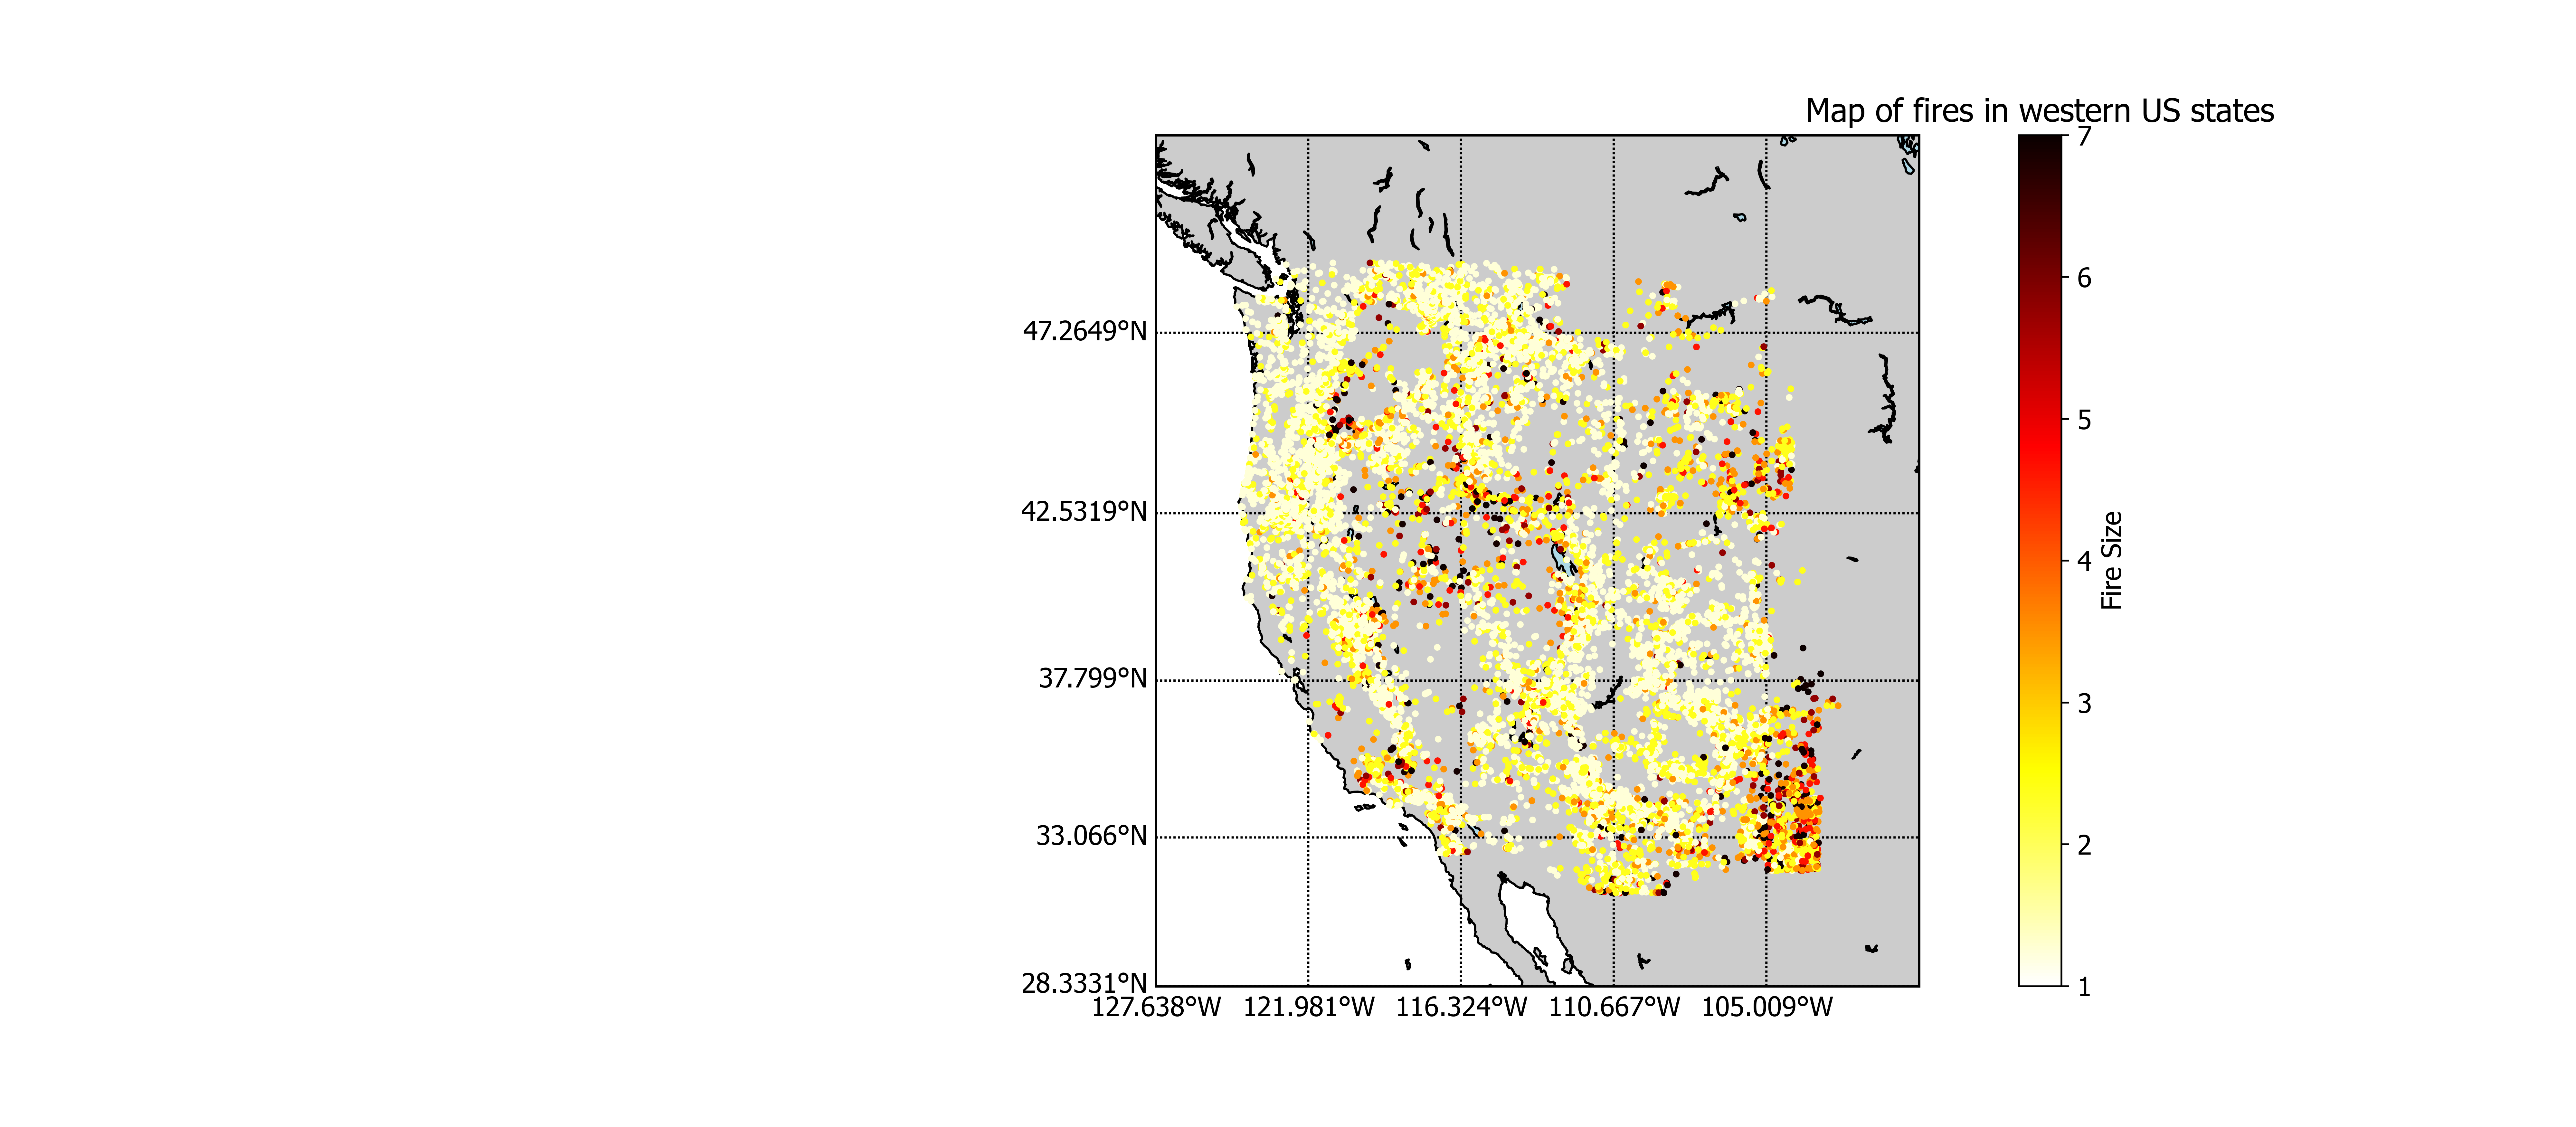 Map of fires in western US states
7
6
5
4
3
2
1
Fire Size
47.2649°N
42.5319°N
37.799°N
33.066°N
28.3331°N
127.638°W 121.981°W 116.324°W 110.667°W 105.009°W